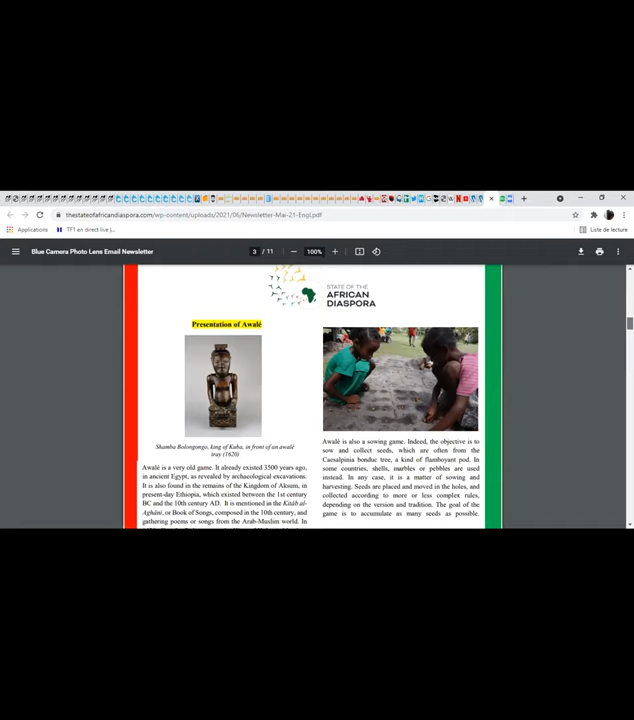 thestateofafricandiaspora.com/wp-content/uploads/2021/06/Newsletter-Mai-21-Engl.pdf
Applications
TF1 en direct live |...
Liste de lecture
Blue Camera Photo Lens Email Newsletter
3 / 11
100%
STATE OF THE
AFRICAN
DIASPORA
Presentation of Awalé
Shamba Bolongongo, king of Kuba, in front of an awalé
tray (1620)
Awalé is a very old game. It already existed 3500 years ago,
in ancient Egypt, as revealed by archaeological excavations.
It is also found in the remains of the Kingdom of Aksum, in
present-day Ethiopia, which existed between the 1st century
BC and the 10th century AD. It is mentioned in the Kitāb al-
Aghāni, or Book of Songs, composed in the 10th century, and
gathering poems or songs from the Arab-Muslim world. In
Awalé is also a sowing game. Indeed, the objective is to
sow and collect seeds, which are often from the
Caesalpinia bonduc tree, a kind of flamboyant pod. In
some countries, shells, marbles or pebbles are used
instead. In any case, it is a matter of sowing and
harvesting. Seeds are placed and moved in the holes, and
collected according to more or less complex rules,
depending on the version and tradition. The goal of the
game is to accumulate as many seeds as possible.